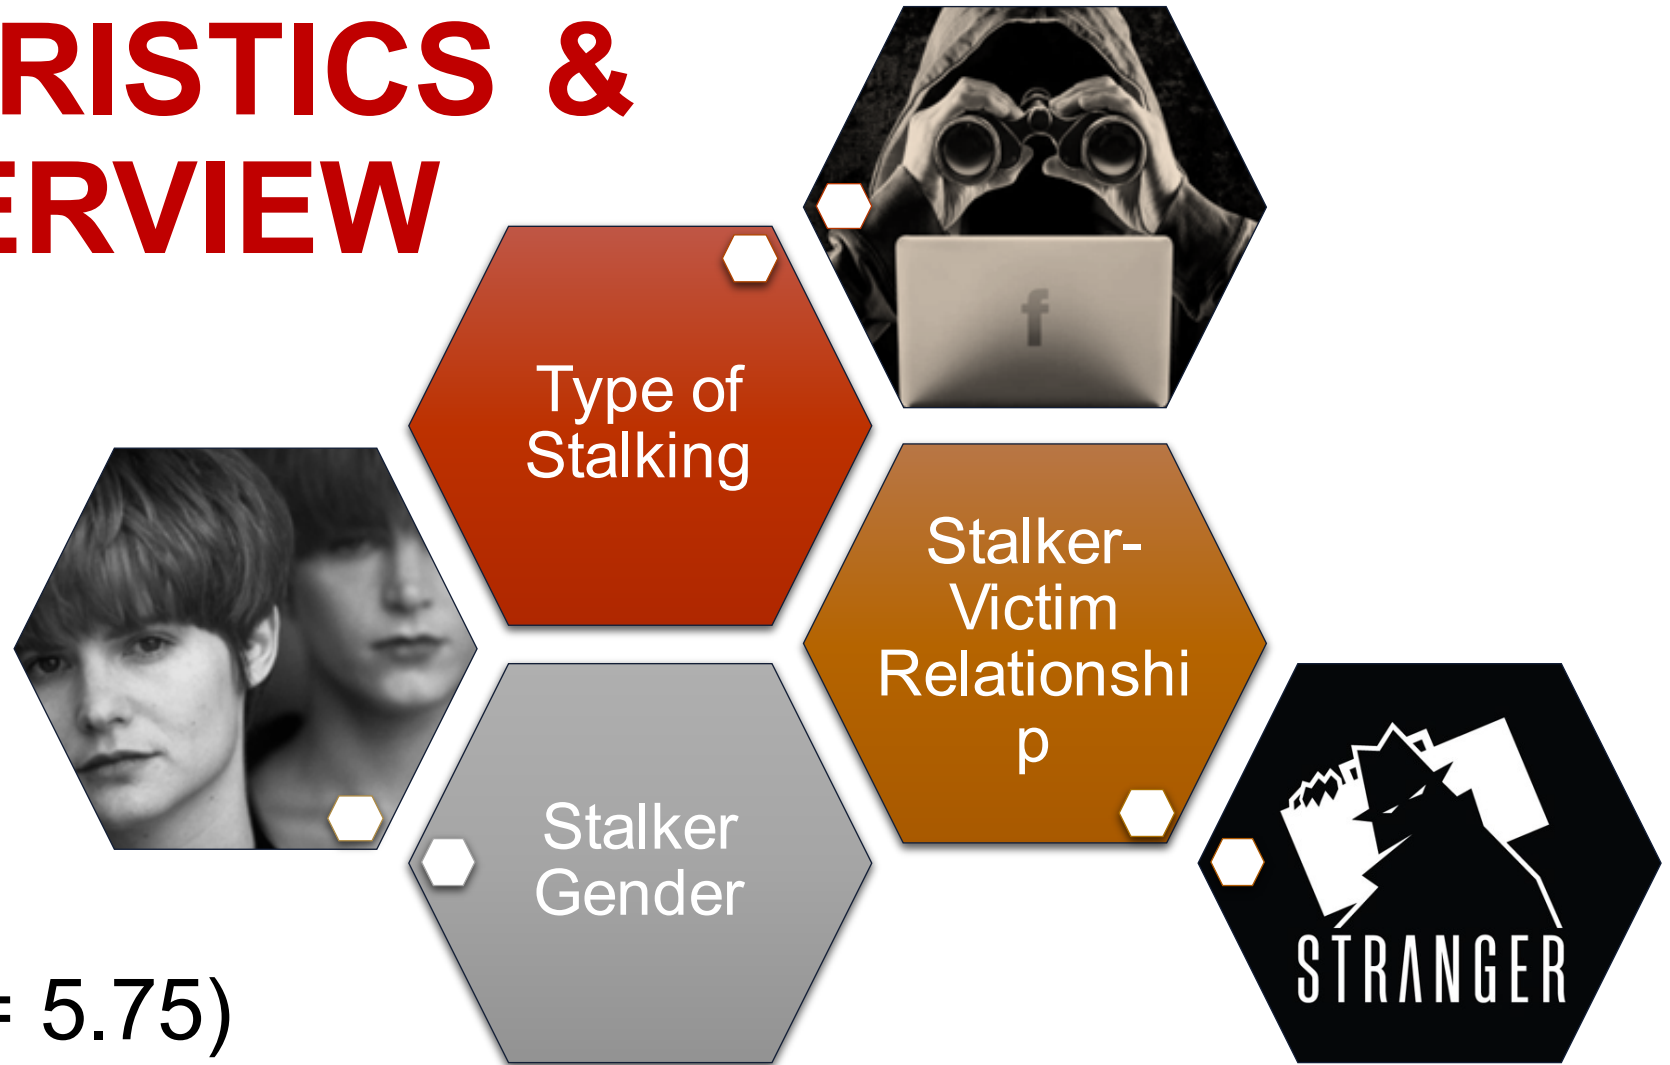 RISTICS &
ERVIEW
f
Type of
Stalking
Stalker-
Victim
Relationshi
p
Stalker
Gender
STRANGER
= 5.75)